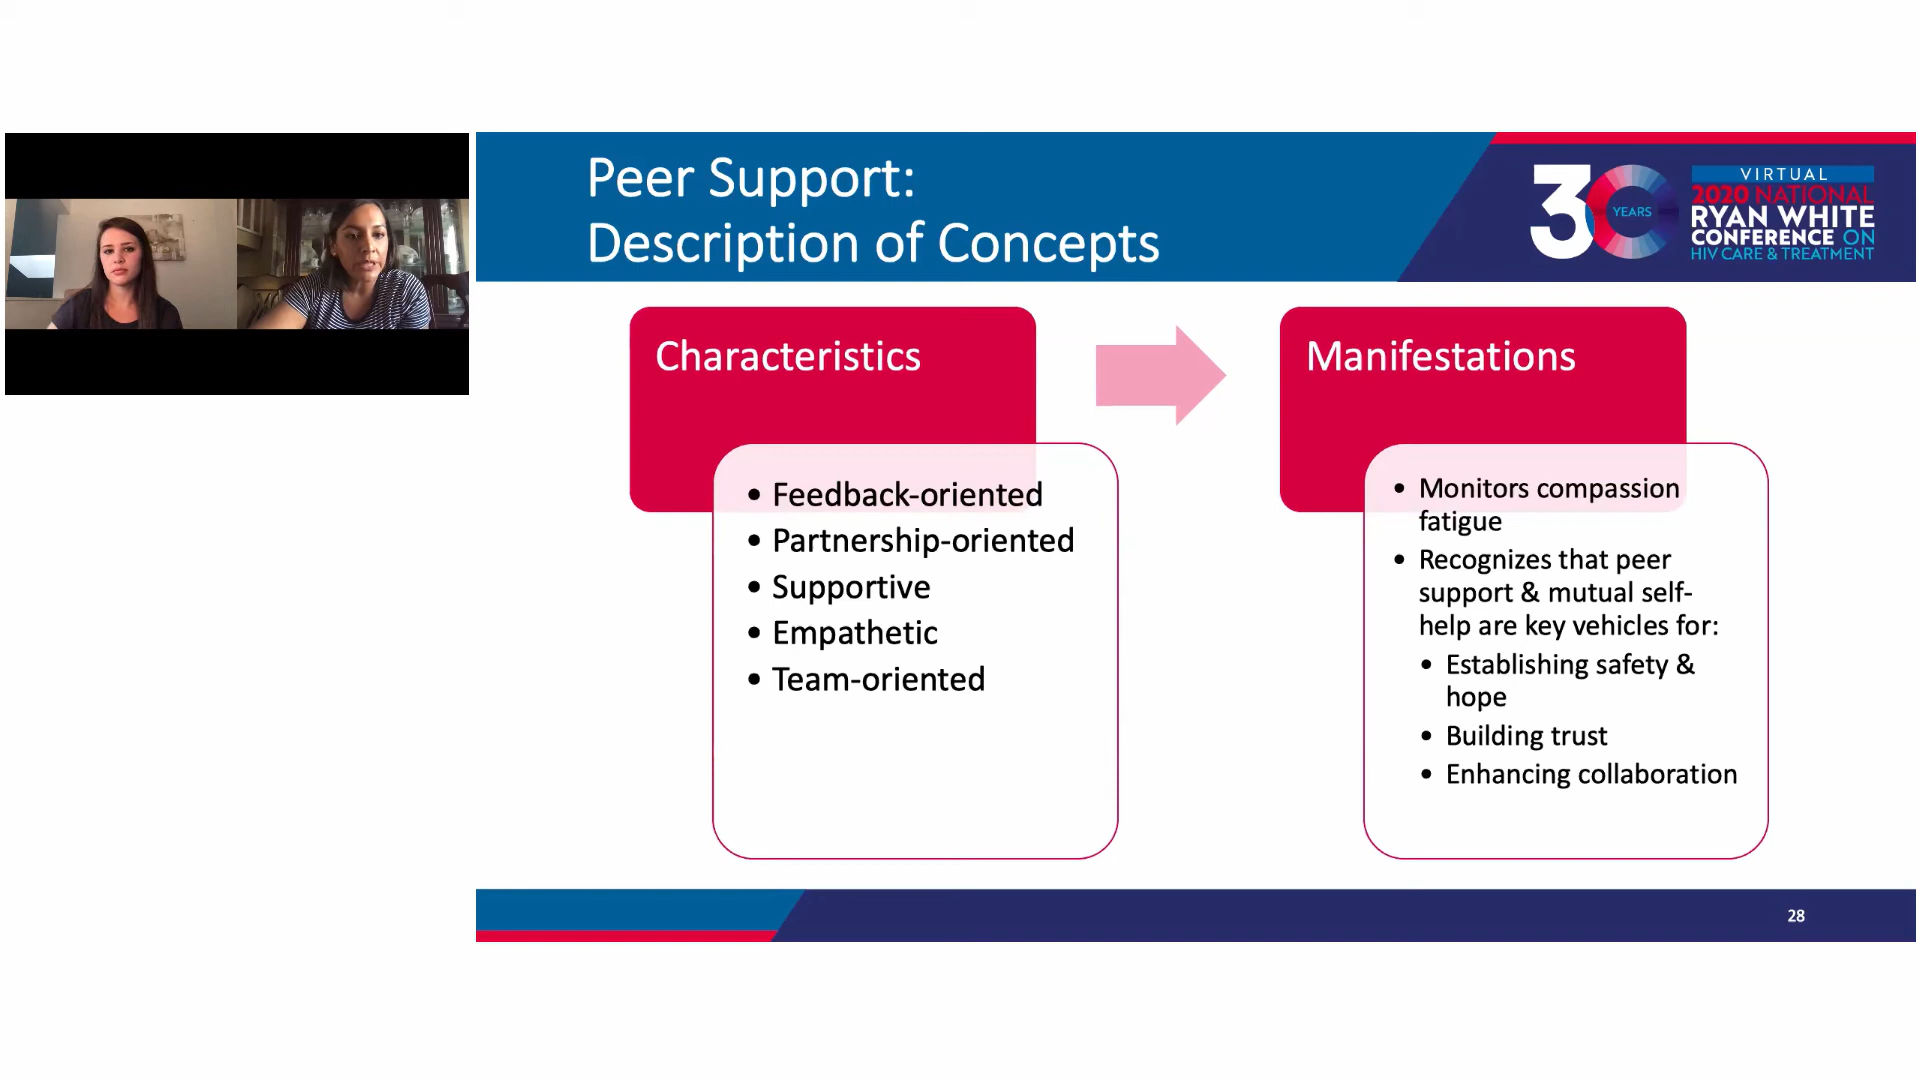 Peer Support:
Description of Concepts
30
YEARS
VIRTUAL
2020 NATIONAL
RYAN WHITE
CONFERENCE ON
HIV CARE & TREATMENT
Characteristics
• Feedback-oriented
• Partnership-oriented
• Supportive
• Empathetic
• Team-oriented
Manifestations
• Monitors compassion
fatigue
• Recognizes that peer
support & mutual self-
help are key vehicles for:
• Establishing safety &
hope
• Building trust
• Enhancing collaboration
28